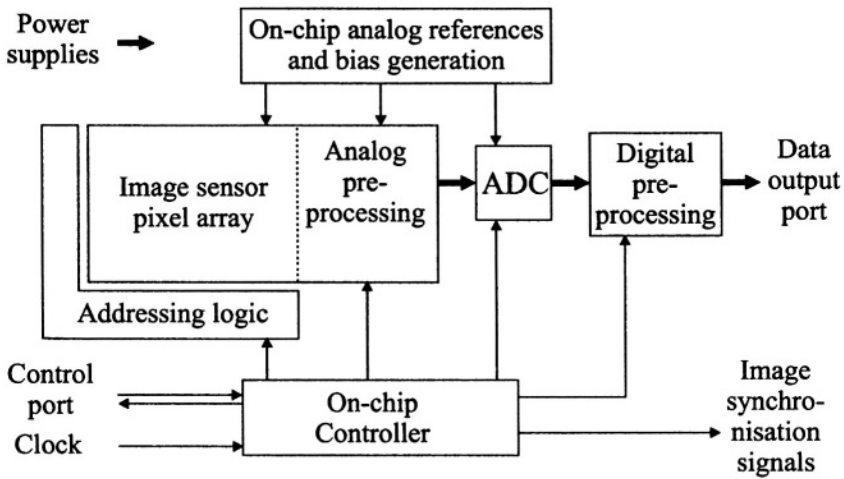 Power
supplies
On-chip analog references
and bias generation
Image sensor
pixel array
Analog
pre-
processing
ADC
Digital
pre-
processing
Data
output
port
Addressing logic
Control
port
Clock
On-chip
Controller
Image
synchro-
nisation
signals